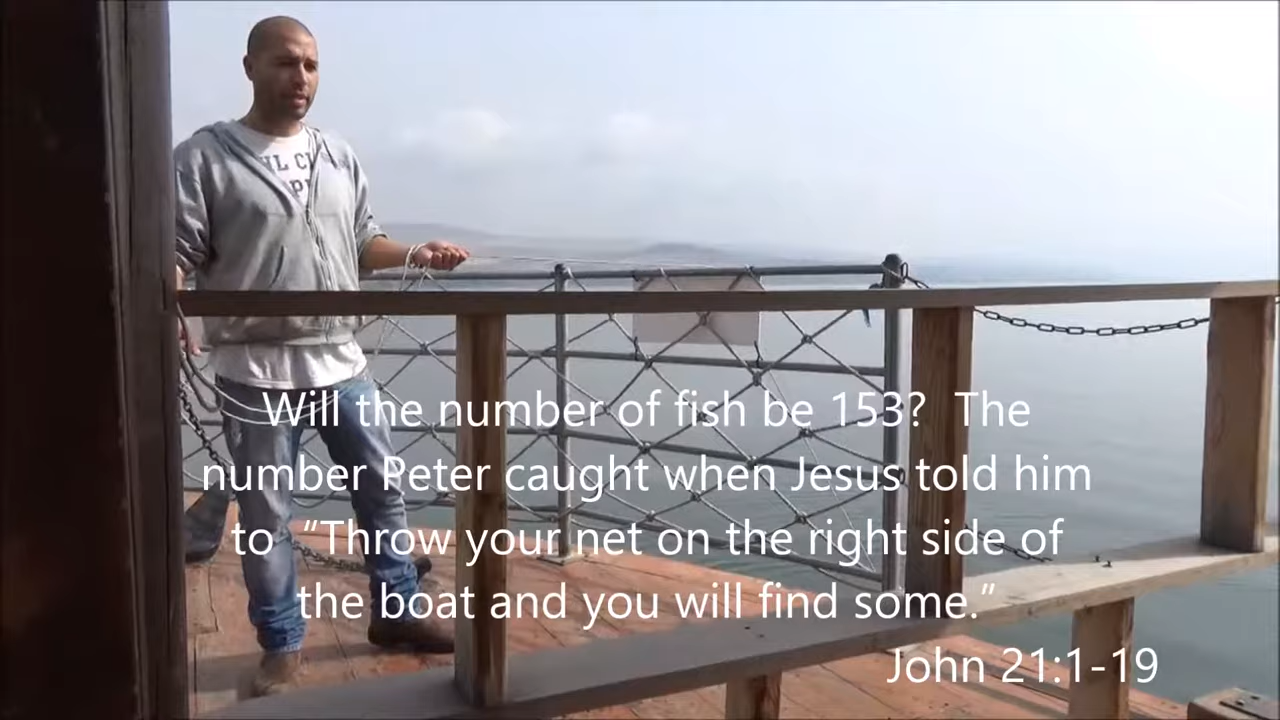 Will the number of fish be 153?  The
number Peter caught when Jesus told him
to  “Throw your net on the right side of
the boat and you will find some.”
John 21:1-19